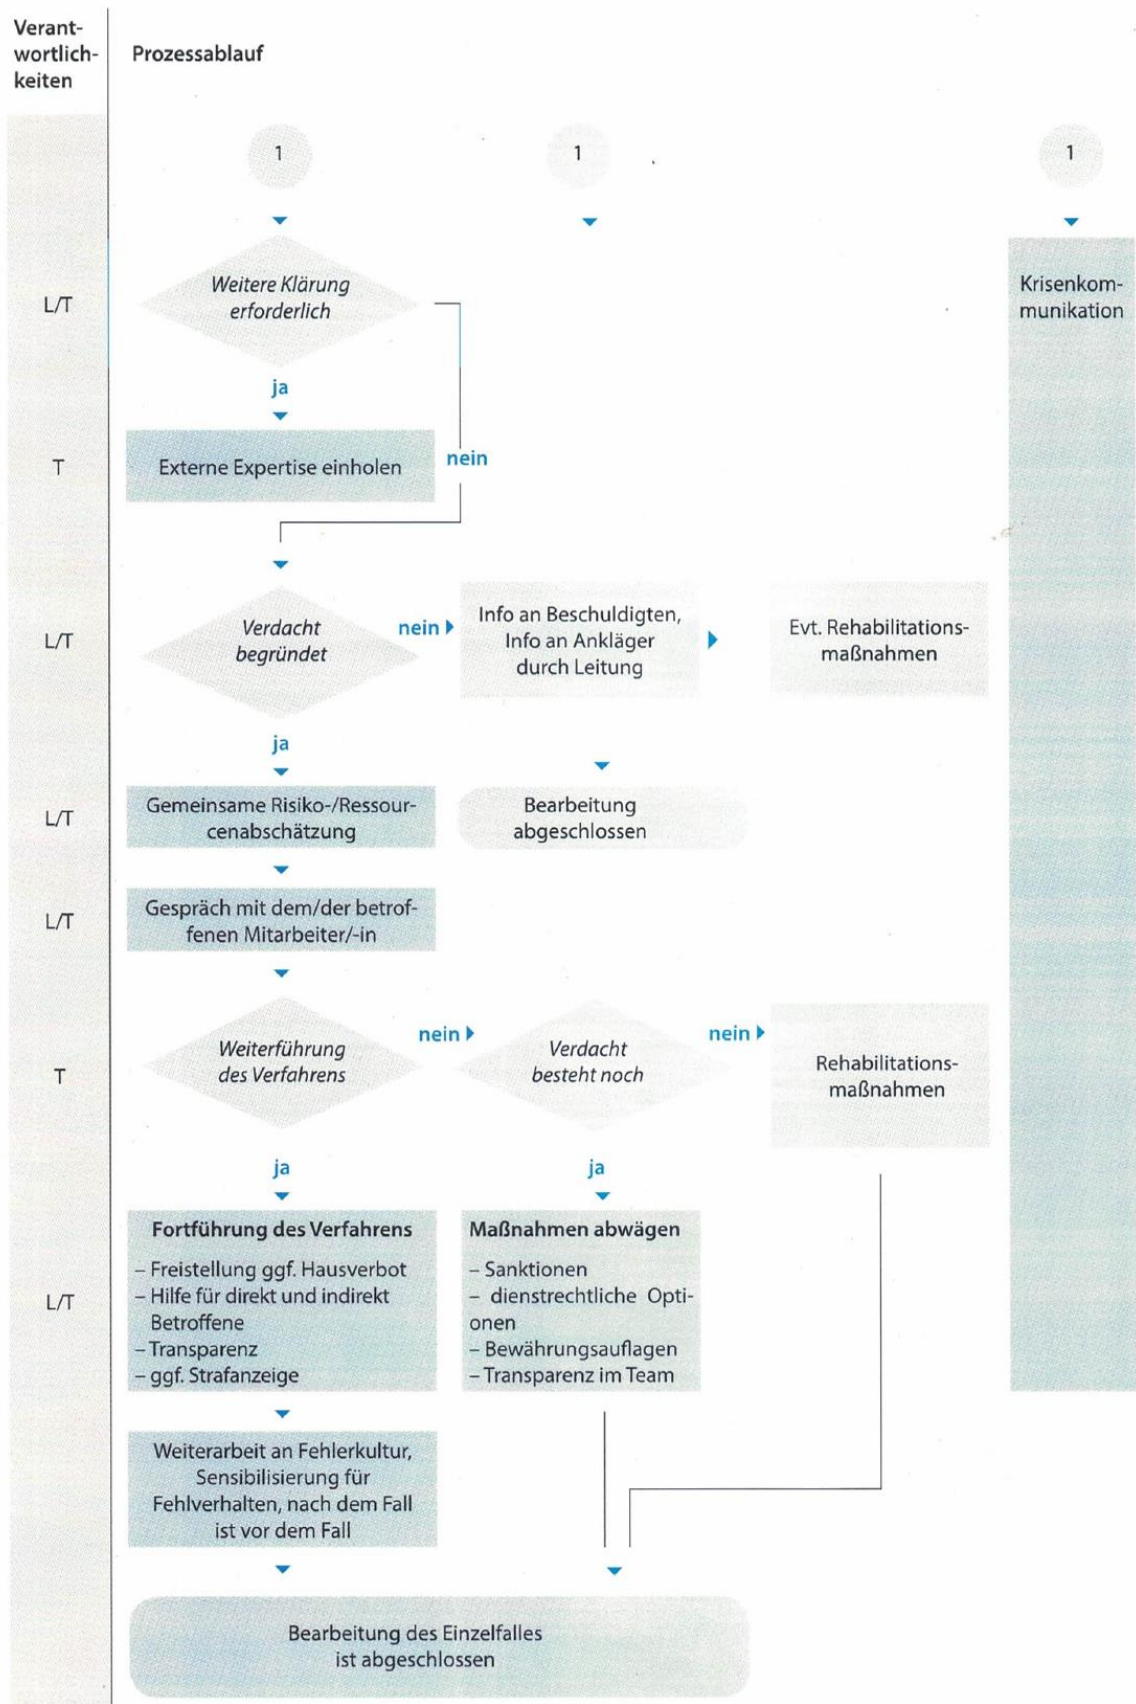 Verant-
wortlich-
keiten
Prozessablauf
1
1
1
L/T
Weitere Klärung
erforderlich
Krisenkom-
munikation
ja
T
Externe Expertise einholen
nein
L/T
Verdacht
begründet
nein
Info an Beschuldigten,
Info an Ankläger
durch Leitung
Evt. Rehabilitations-
maßnahmen
ja
L/T
Gemeinsame Risiko-/Ressour-
cenabschätzung
Bearbeitung
abgeschlossen
L/T
Gespräch mit dem/der betrof-
fenen Mitarbeiter/-in
T
Weiterführung
des Verfahrens
nein
Verdacht
besteht noch
nein
Rehabilitations-
maßnahmen
ja
ja
L/T
Fortführung des Verfahrens
– Freistellung ggf. Hausverbot
– Hilfe für direkt und indirekt
Betroffene
– Transparenz
– ggf. Strafanzeige
Maßnahmen abwägen
– Sanktionen
– dienstrechtliche Opti-
onen
– Bewährungsauflagen
– Transparenz im Team
Weiterarbeit an Fehlerkultur,
Sensibilisierung für
Fehlverhalten, nach dem Fall
ist vor dem Fall
Bearbeitung des Einzelfalles
ist abgeschlossen